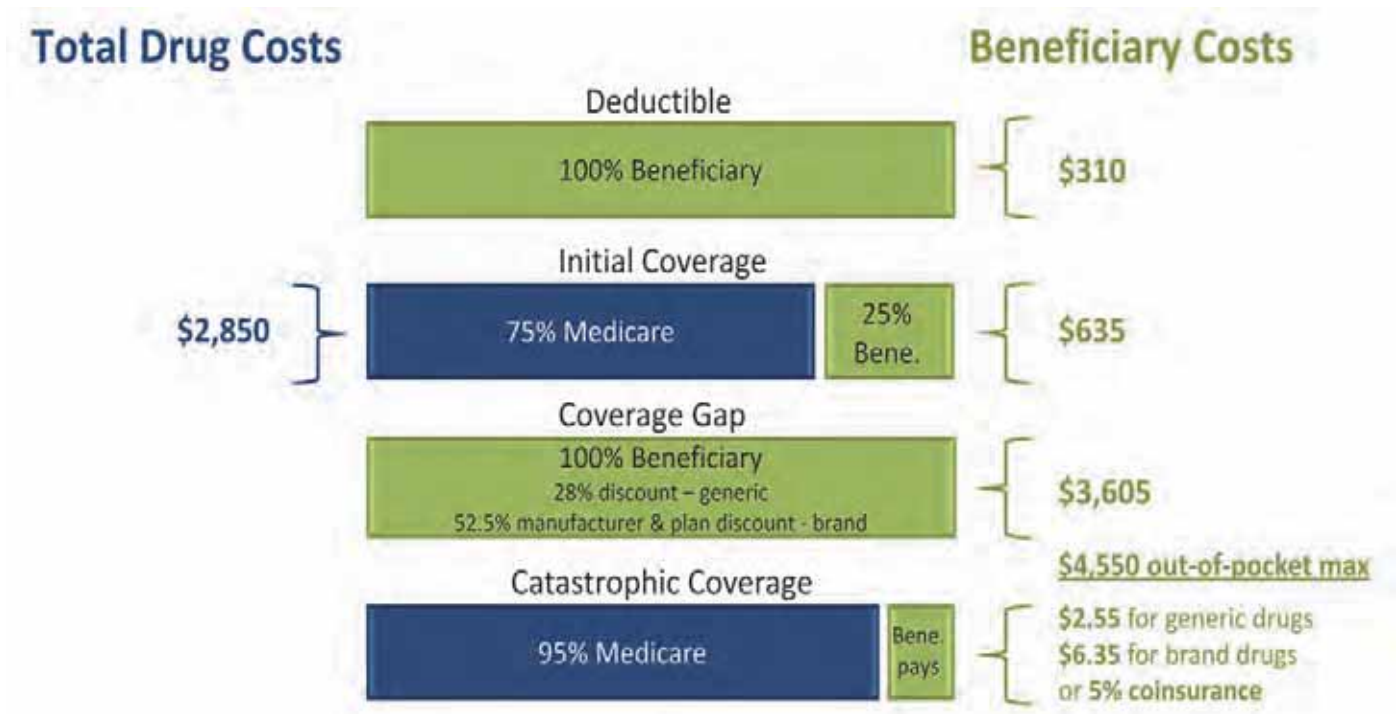 Total Drug Costs
Beneficiary Costs
Deductible
100% Beneficiary
$310
Initial Coverage
$2,850
75% Medicare
25%
Bene.
$635
Coverage Gap
100% Beneficiary
28% discount – generic
52.5% manufacturer & plan discount - brand
$3,605
$4,550 out-of-pocket max
Catastrophic Coverage
95% Medicare
Bene.
pays
$2.55 for generic drugs
$6.35 for brand drugs
or 5% coinsurance